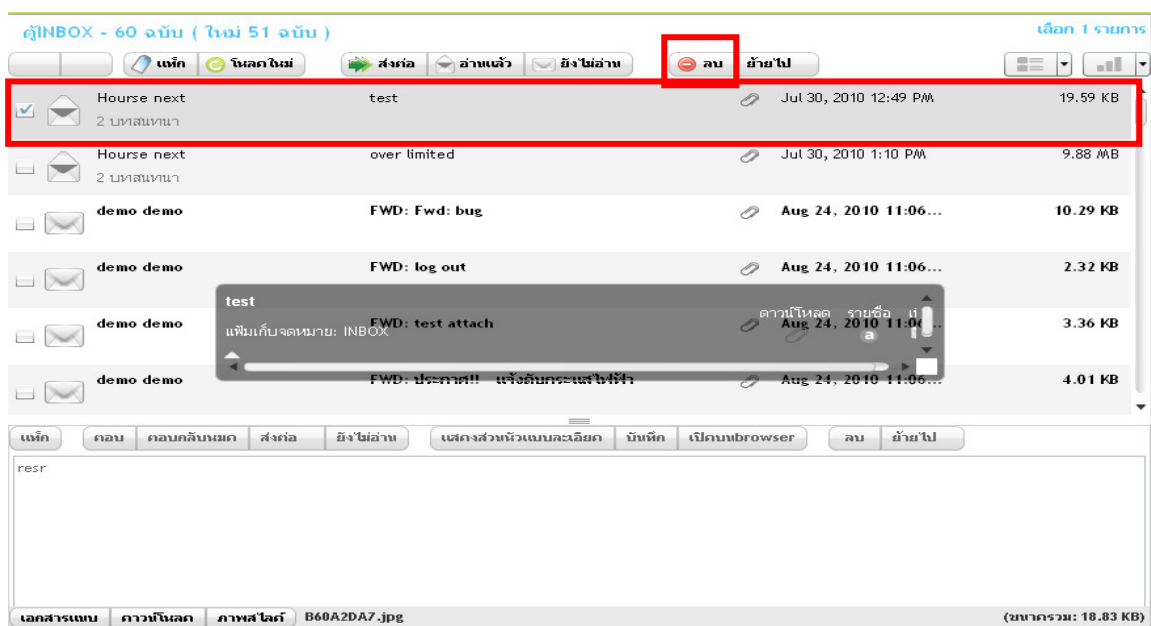 ตู้INBOX - 60 ฉบับ ( ใหม่ 51 ฉบับ ) เลือก 1 รายการ
แท็ก โหลดใหม่ ส่งต่อ อ่านแล้ว ยังไม่อ่าน ลบ ย้ายไป
Hourse next test Jul 30, 2010 12:49 PM 19.59 KB
2 บทสนทนา
Hourse next over limited Jul 30, 2010 1:10 PM 9.88 MB
2 บทสนทนา
demo demo FWD: Fwd: bug Aug 24, 2010 11:06... 10.29 KB
demo demo FWD: log out Aug 24, 2010 11:06... 2.32 KB
test
ดาวน์โหลด รายชื่อ
demo demo FWD: test attach Aug 24, 2010 11:06... 3.36 KB
แฟ้มเก็บจดหมาย: INBOX a
demo demo FWD: ประกาศ!! แจ้งดับกระแสไฟฟ้า Aug 24, 2010 11:06... 4.01 KB
แท็ก ตอบ ตอบกลับหมด ส่งต่อ ยังไม่อ่าน แสดงส่วนหัวแบบละเอียด บันทึก เปิดบนbrowser ลบ ย้ายไป
resr
เอกสารแนบ ดาวน์โหลด ภาพสไลด์ B60A2DA7.jpg (ขนาดรวม: 18.83 KB)